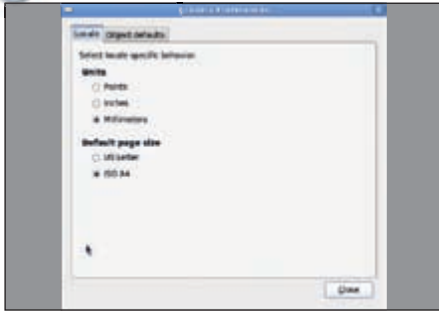 Preferences
Locale Object defaults
Select locale specific behavior
Units
Points
Inches
Millimeters
Default page size
US Letter
ISO A4
Close